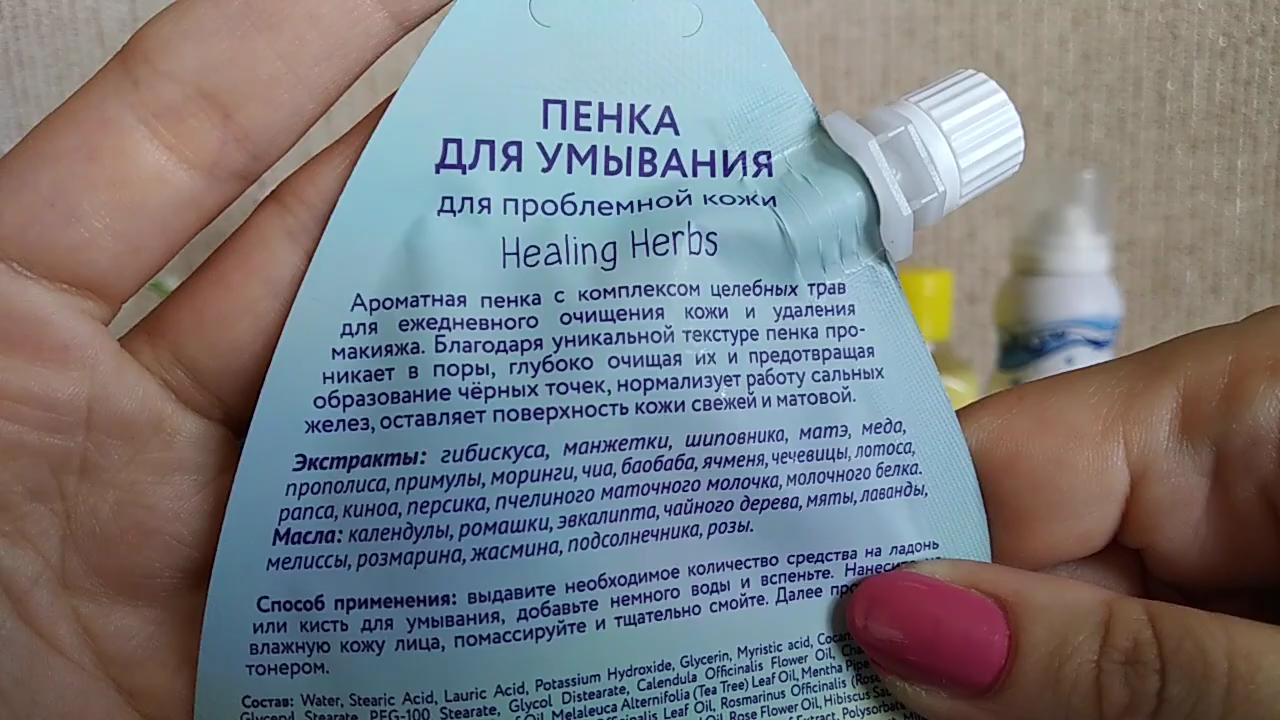 ПЕНКА
ДЛЯ УМЫВАНИЯ
для проблемной кожи
Healing Herbs
Ароматная пенка с комплексом целебных трав
для ежедневного очищения кожи и удаления
макияжа. Благодаря уникальной текстуре пенка про-
никает в поры, глубоко очищая их и предотвращая
образование чёрных точек, нормализует работу сальных
желез, оставляет поверхность кожи свежей и матовой.
Экстракты: гибискуса, манжетки, шиповника, матэ, меда,
прополиса, примулы, моринги, чиа, баобаба, ячменя, чечевицы, лотоса,
рапса, киноа, персика, пчелиного маточного молочка, молочного белка.
Масла: календулы, ромашки, эвкалипта, чайного дерева, мяты, лаванды,
мелиссы, розмарина, жасмина, подсолнечника, розы.
Способ применения: выдавите необходимое количество средства на ладонь
или кисть для умывания, добавьте немного воды и вспеньте. Нанесите
влажную кожу лица, помассируйте и тщательно смойте. Далее
тонером.
Состав: Water, Stearic Acid, Lauric Acid, Potassium Hydroxide, Glycerin, Myristic acid,
Glyceryl Stearate, PEG-100 Stearate, Glycol Distearate, Calendula Officinalis Flower Oil,
Oil, Melaleuca Alternifolia (Tea Tree) Leaf Oil, Mentha
Leaf Oil, Rosmarinus Officinalis
Oil, Rose Flower Oil, Hibiscus